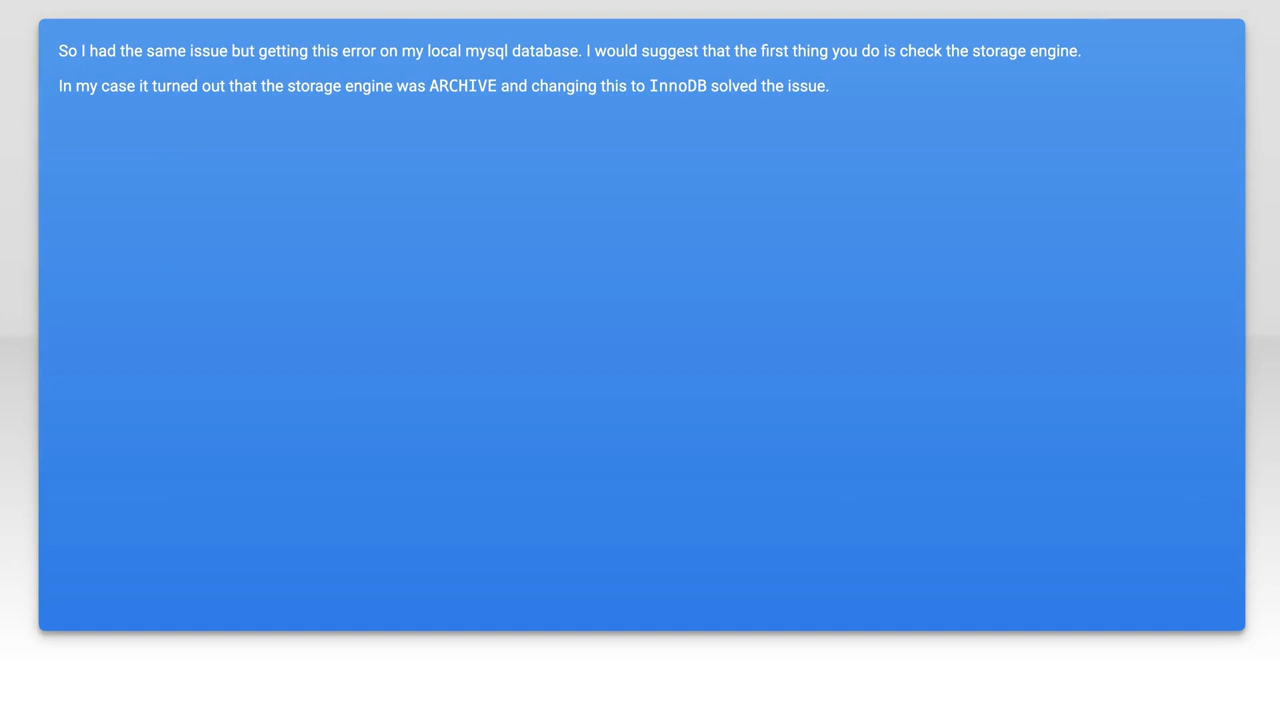 So I had the same issue but getting this error on my local mysql database. I would suggest that the first thing you do is check the storage engine.
In my case it turned out that the storage engine was ARCHIVE and changing this to InnoDB solved the issue.